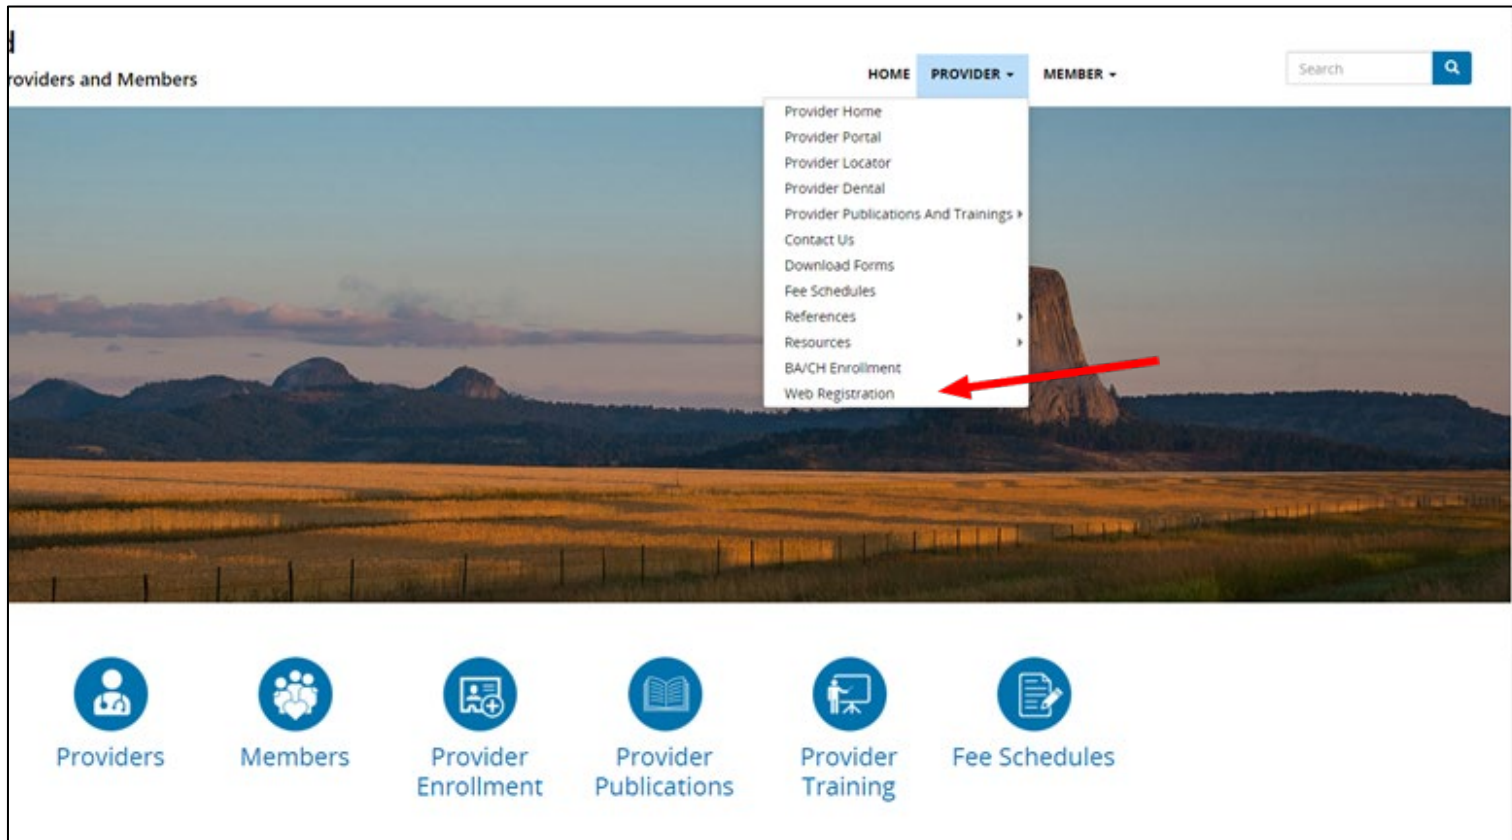 d
roviders and Members
HOME
PROVIDER
MEMBER
Search
Provider Home
Provider Portal
Provider Locator
Provider Dental
Provider Publications And Trainings
Contact Us
Download Forms
Fee Schedules
References
Resources
BA/CH Enrollment
Web Registration
Providers
Members
Provider
Enrollment
Provider
Publications
Provider
Training
Fee Schedules